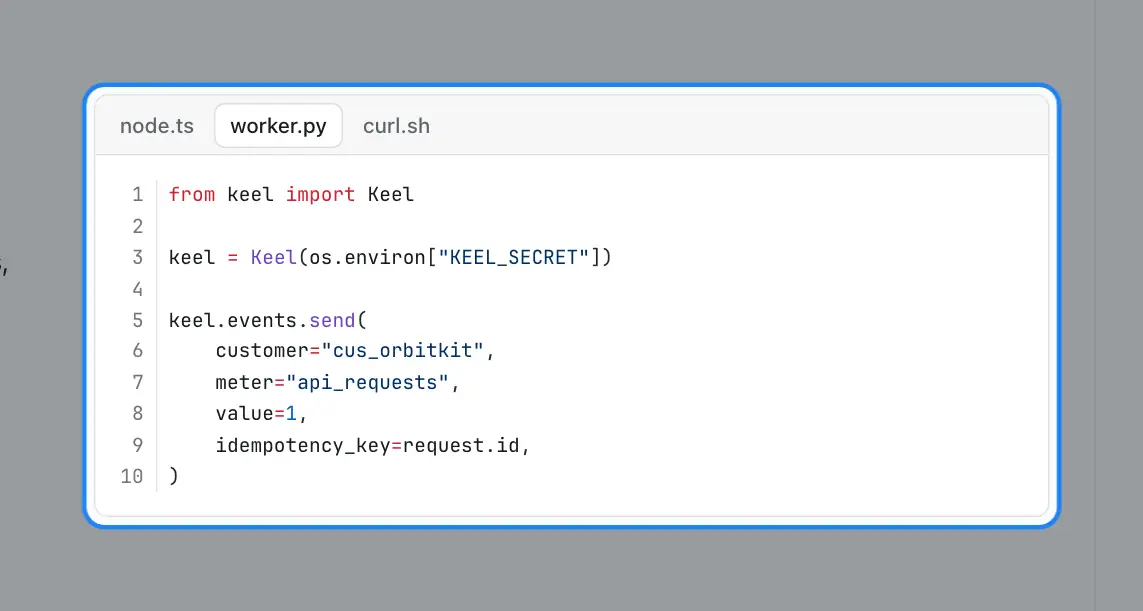 node.ts worker.py curl.sh
1 from keel import Keel
2
3 keel = Keel(os.environ["KEEL_SECRET"])
4
5 keel.events.send(
6     customer="cus_orbitkit",
7     meter="api_requests",
8     value=1,
9     idempotency_key=request.id,
10 )